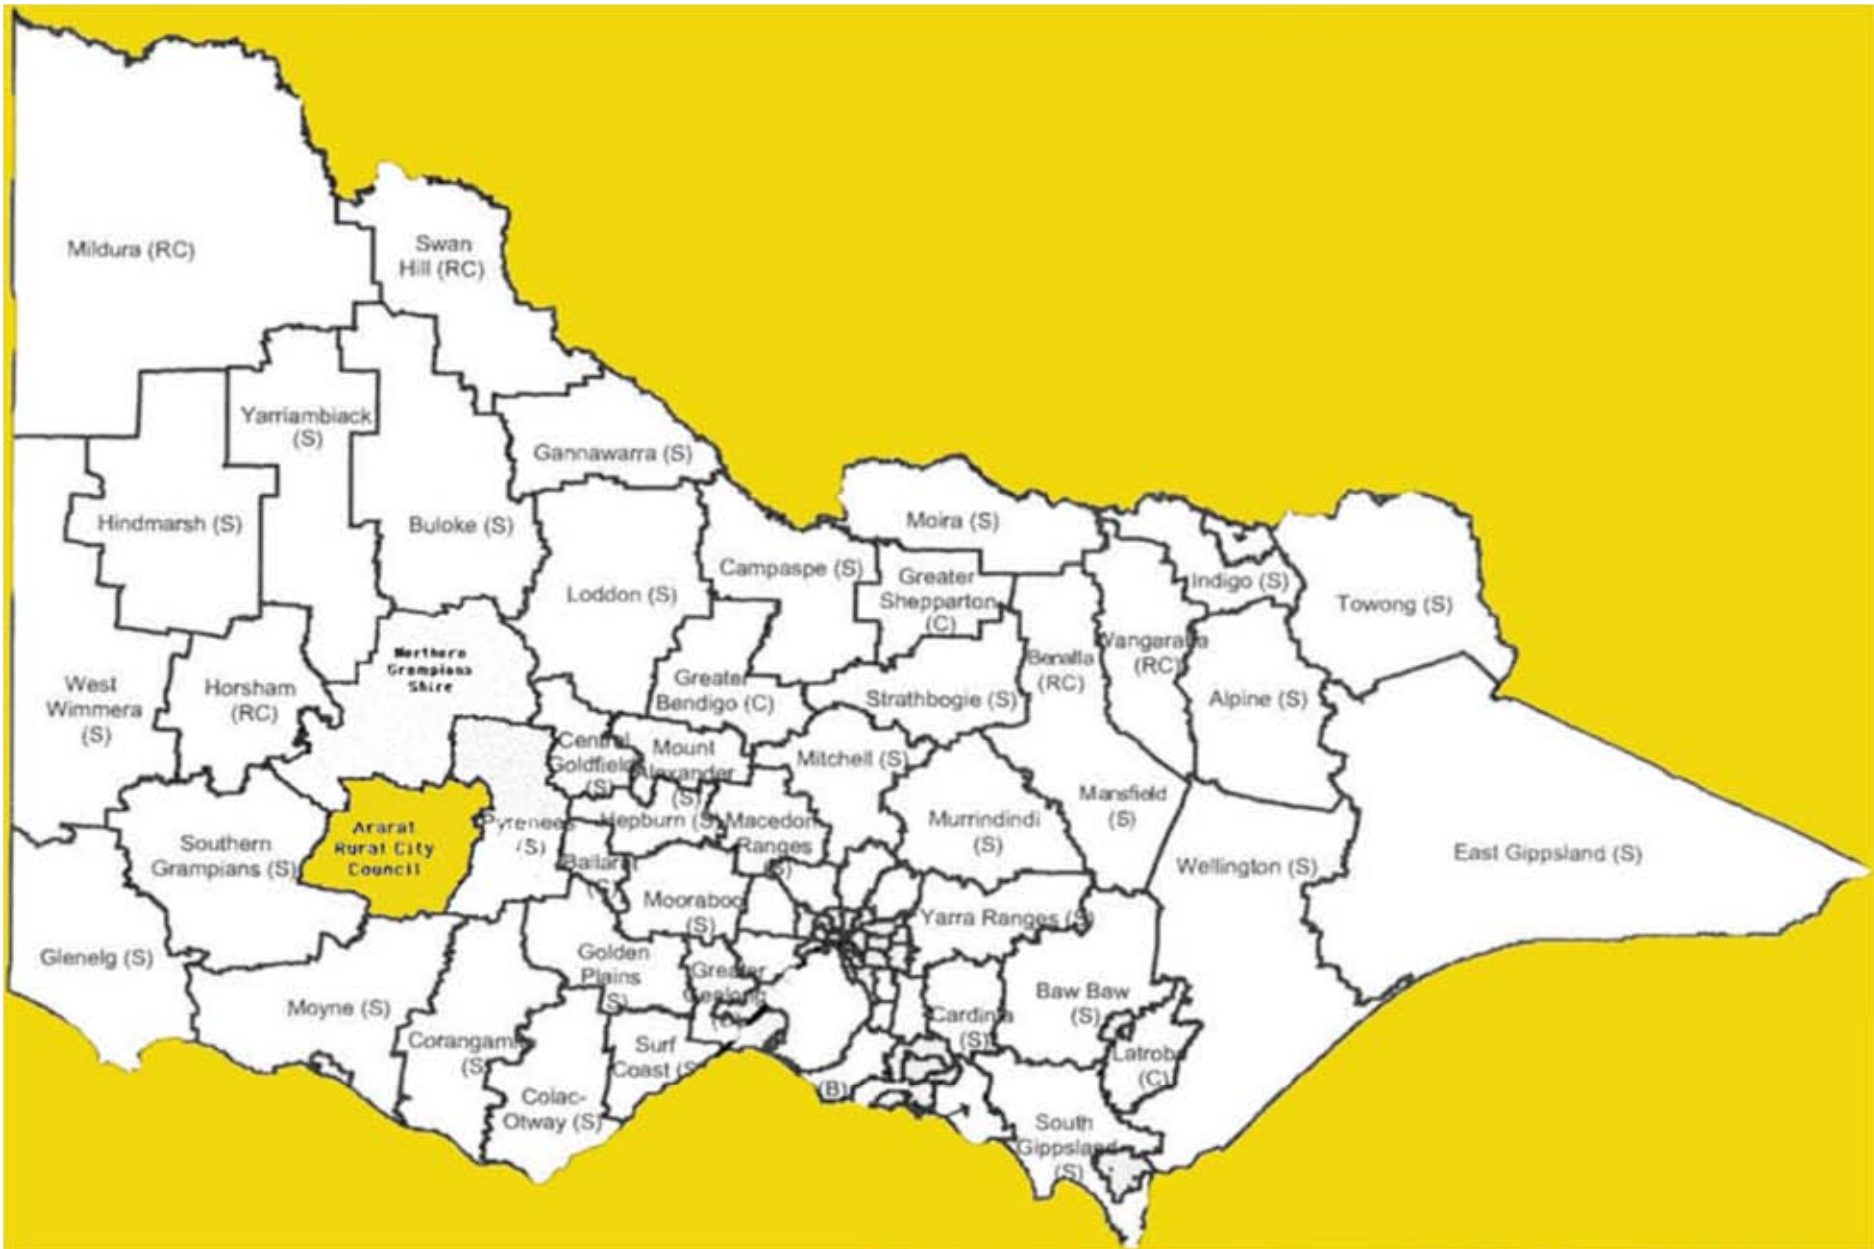 Mildura (RC)
Swan
Hill (RC)
Yarriambiack
(S)
Gannawarra (S)
Hindmarsh (S)
Buloke (S)
Moira (S)
Loddon (S)
Campaspe (S)
Greater
Shepparton
(C)
Indigo (S)
Towong (S)
Northern
Grampians
Shire
West
Wimmera
(S)
Horsham
(RC)
Greater
Bendigo (C)
Strathbogie (S)
Benalla
(RC)
Wangaratta
(RC)
Alpine (S)
Central
Goldfields
(S)
Mount
Alexander
(S)
Mitchell (S)
Mansfield
(S)
Southern
Grampians (S)
Ararat
Rural City
Council
Pyrenees
(S)
Hepburn (S)
Macedon
Ranges
(S)
Murrindindi
(S)
Wellington (S)
East Gippsland (S)
Ballarat
(C)
Moorabool
(S)
Yarra Ranges (S)
Glenelg (S)
Moyne (S)
Golden
Plains
(S)
Greater
Geelong
(C)
Baw Baw
(S)
Cardinia
(S)
Corangamite
(S)
Surf
Coast (S)
Latrobe
(C)
Colac-
Otway (S)
(B)
South
Gippsland
(S)